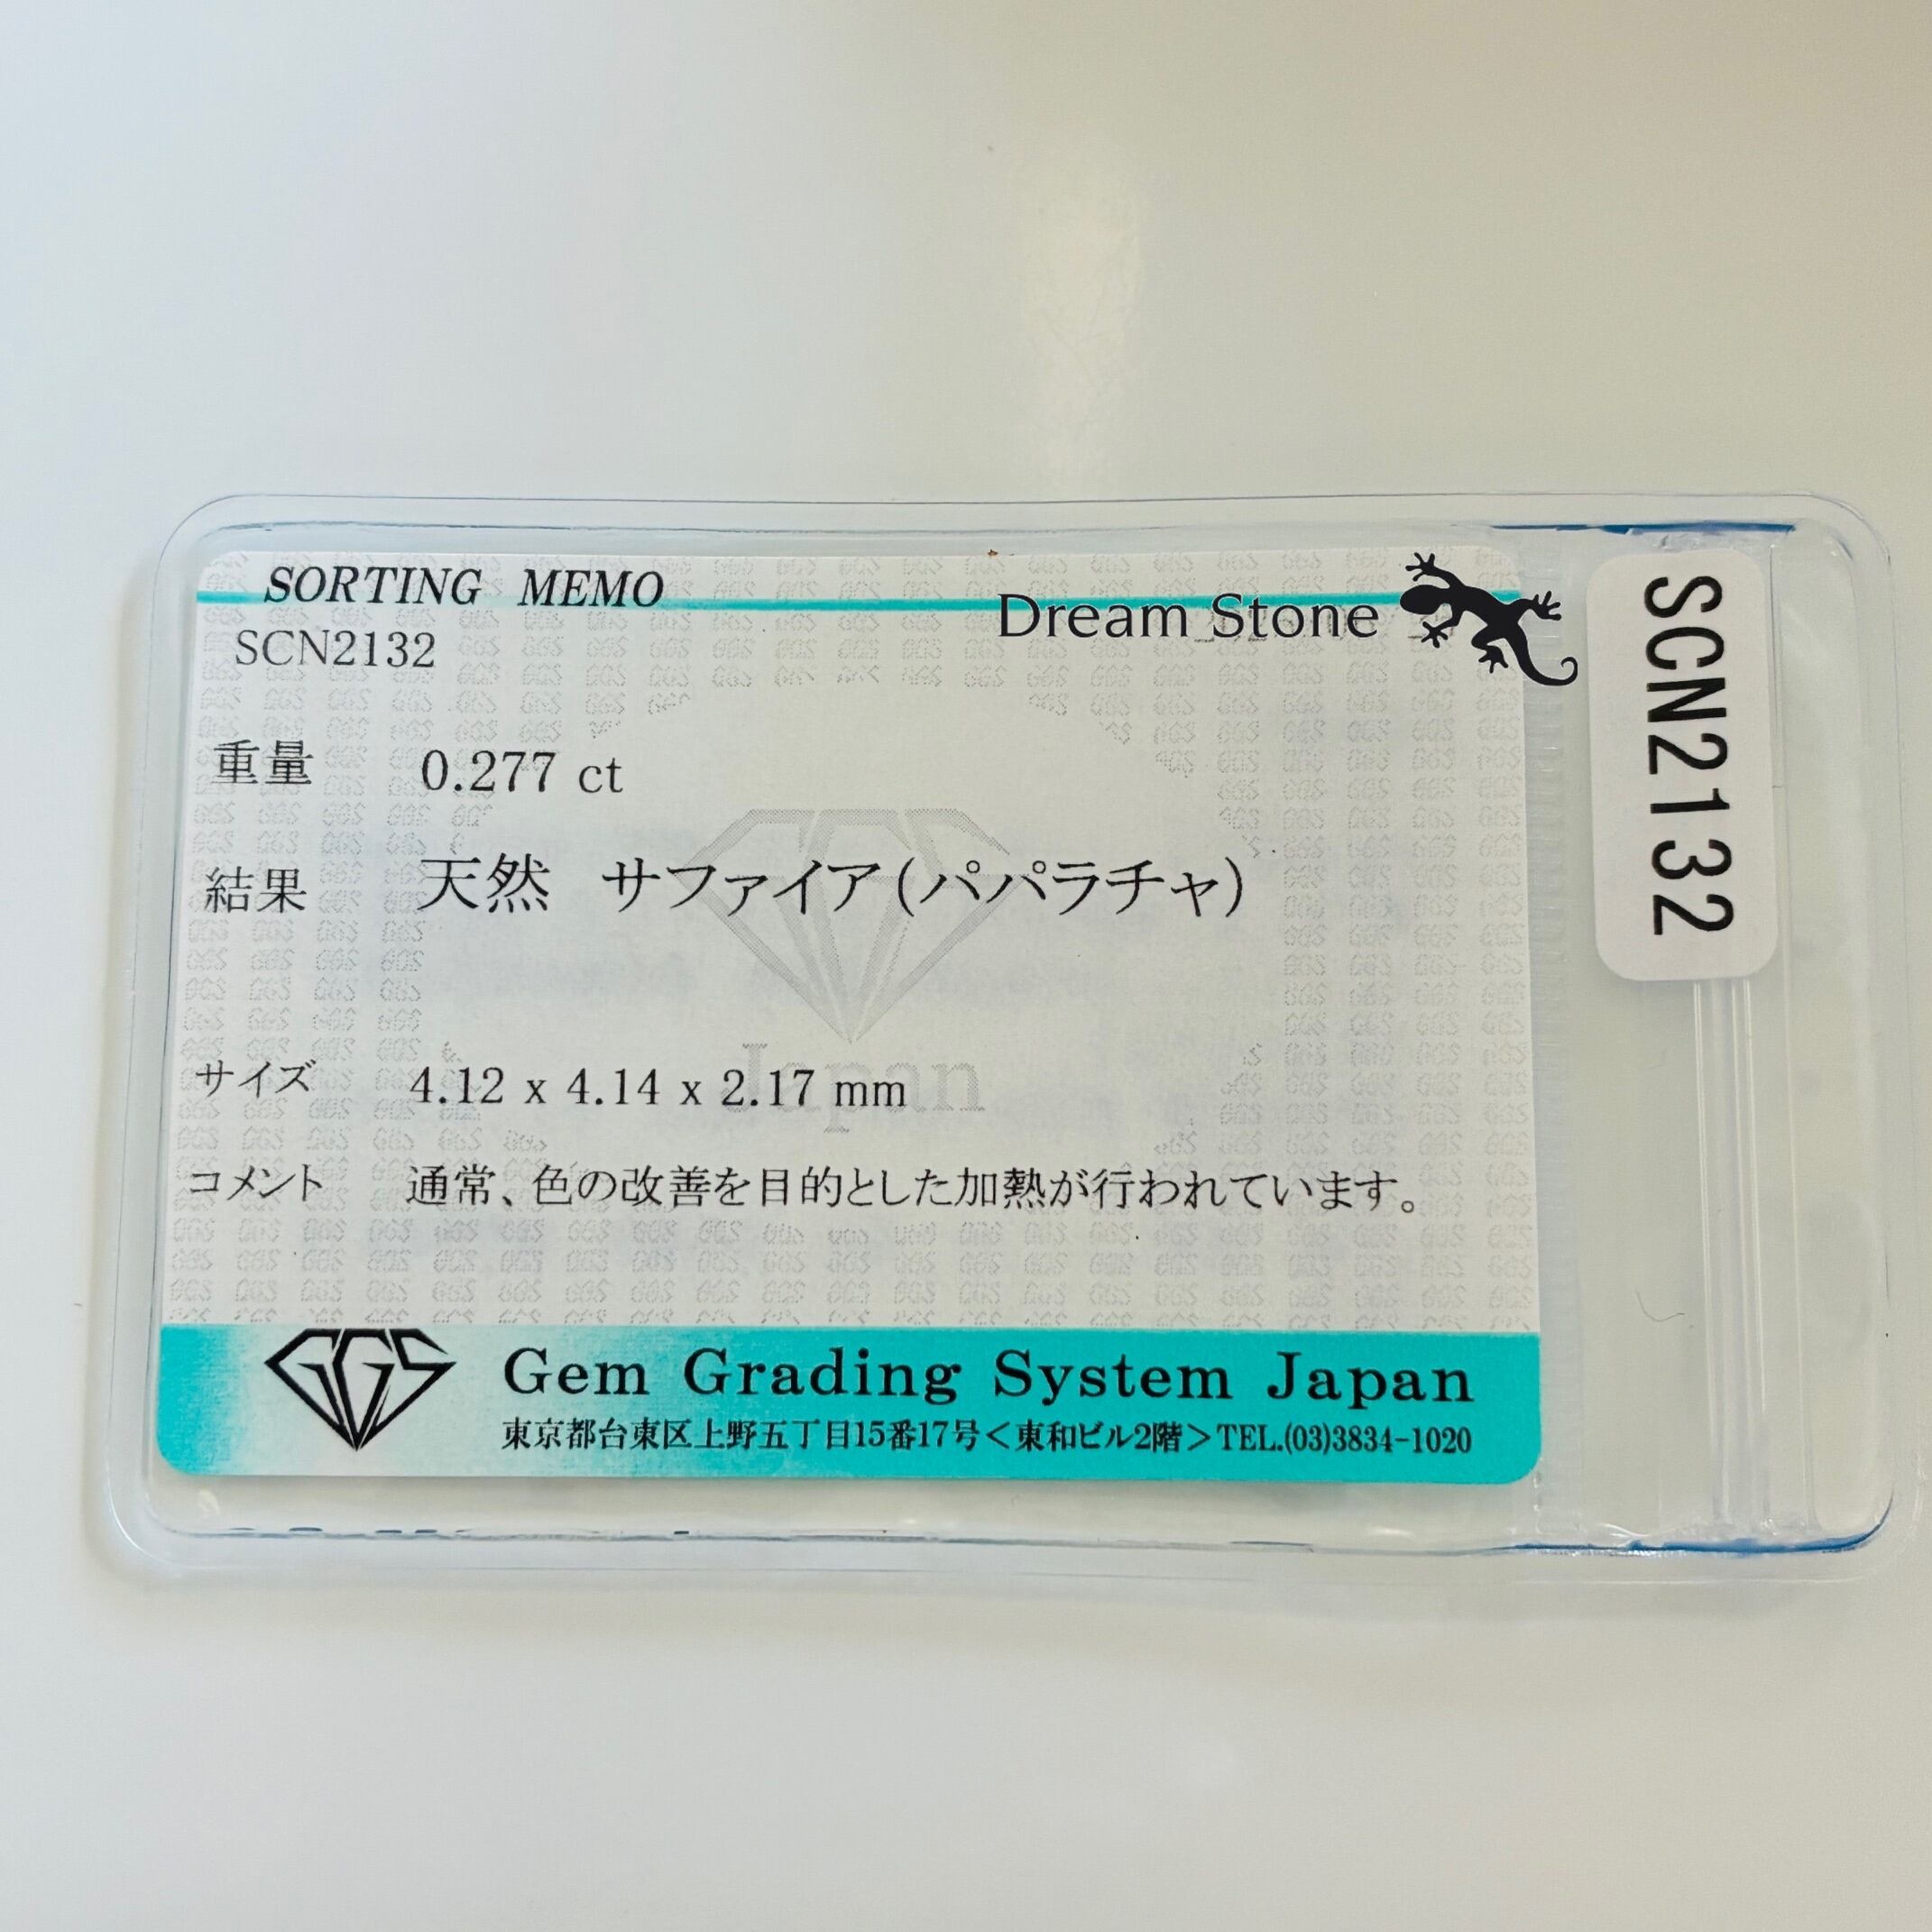 SORTING MEMO
Dream Stone
SCN2132
重量 0.277 ct
結果 天然 サファイア(パパラチャ)
サイズ 4.12 x 4.14 x 2.17 mm
コメント 通常、色の改善を目的とした加熱が行われています。
Japan
GGS
Gem Grading System Japan
東京都台東区上野五丁目15番17号<東和ビル2階>TEL.(03)3834-1020
SCN2132